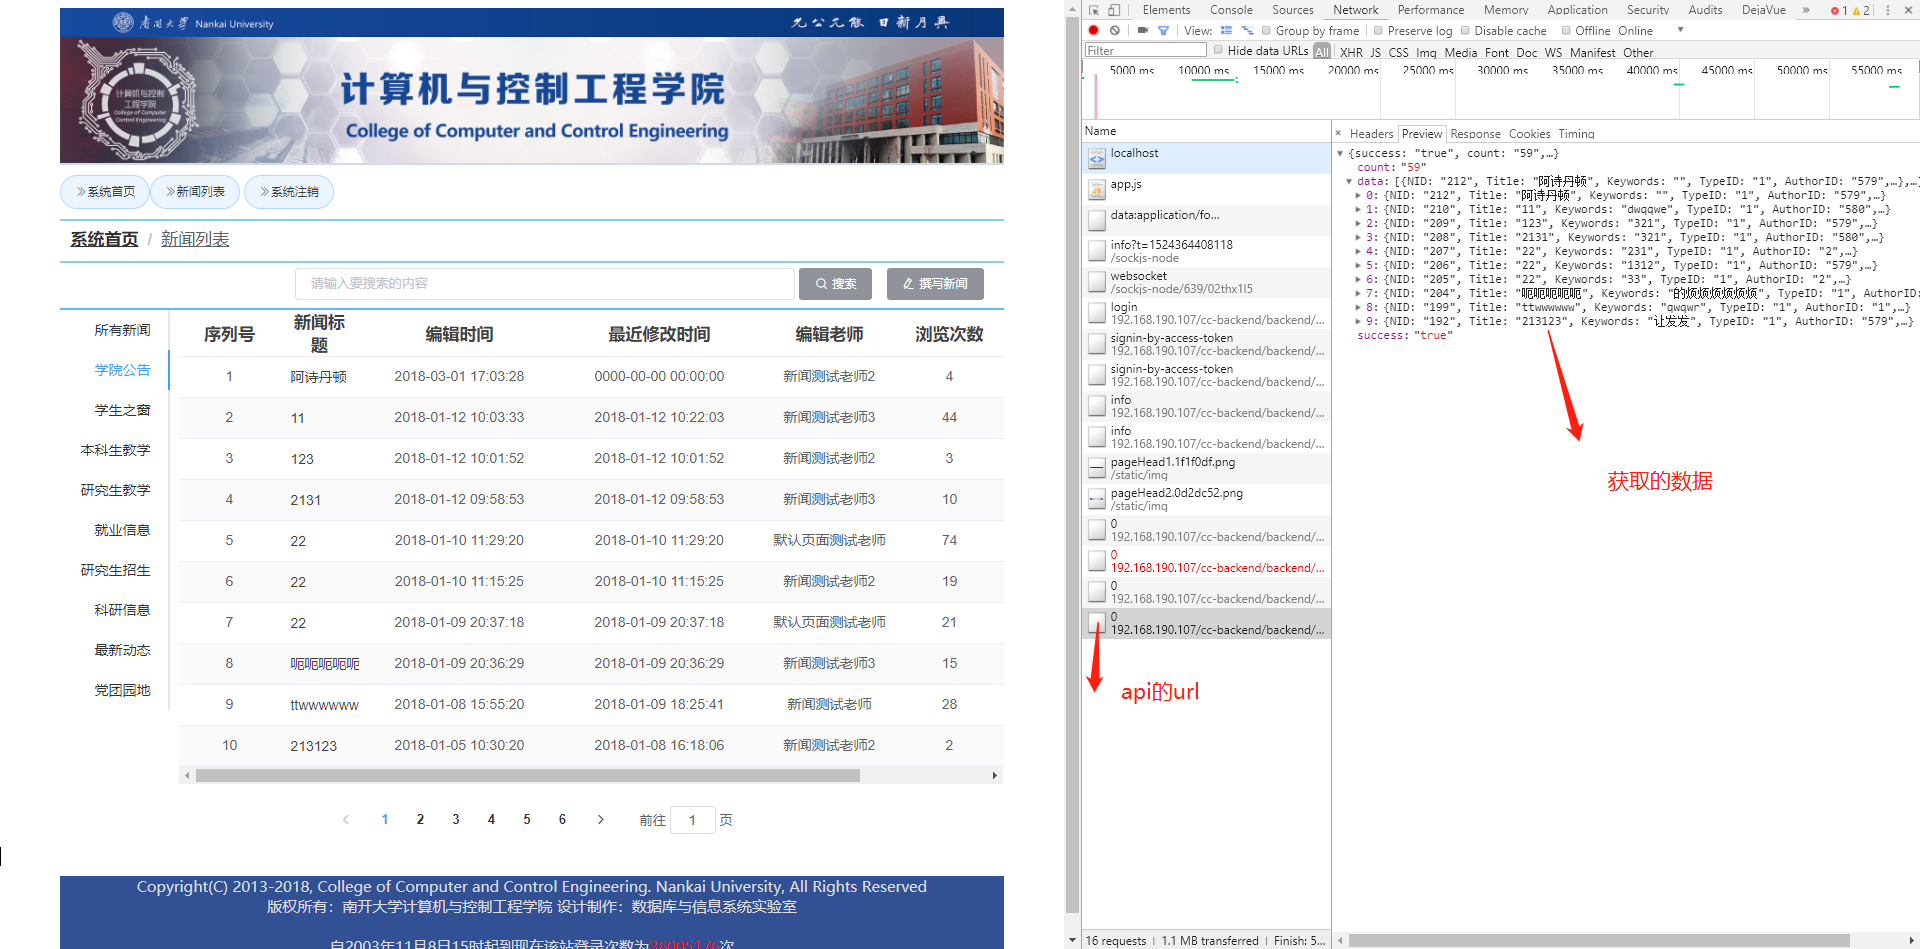 南开大学 Nankai University
允公允能 日新月异
计算机与控制工程学院
College of Computer and Control Engineering
计算机与控制
工程学院
College of Computer
Control Engineering
系统首页 新闻列表 系统注销
系统首页 / 新闻列表
请输入要搜索的内容 搜索 撰写新闻
所有新闻
学院公告
学生之窗
本科生教学
研究生教学
就业信息
研究生招生
科研信息
最新动态
党团园地
序列号 新闻标题 编辑时间 最近修改时间 编辑老师 浏览次数
1 阿诗丹顿 2018-03-01 17:03:28 0000-00-00 00:00:00 新闻测试老师2 4
2 11 2018-01-12 10:03:33 2018-01-12 10:22:03 新闻测试老师3 44
3 123 2018-01-12 10:01:52 2018-01-12 10:01:52 新闻测试老师2 3
4 2131 2018-01-12 09:58:53 2018-01-12 09:58:53 新闻测试老师3 10
5 22 2018-01-10 11:29:20 2018-01-10 11:29:20 默认页面测试老师 74
6 22 2018-01-10 11:15:25 2018-01-10 11:15:25 新闻测试老师2 19
7 22 2018-01-09 20:37:18 2018-01-09 20:37:18 默认页面测试老师 21
8 呃呃呃呃呃 2018-01-09 20:36:29 2018-01-09 20:36:29 新闻测试老师3 15
9 ttwwwwww 2018-01-08 15:55:20 2018-01-09 18:25:41 新闻测试老师 28
10 213123 2018-01-05 10:30:20 2018-01-08 16:18:06 新闻测试老师2 2
1 2 3 4 5 6 前往 1 页
Copyright(C) 2013-2018, College of Computer and Control Engineering. Nankai University, All Rights Reserved
版权所有：南开大学计算机与控制工程学院 设计制作：数据库与信息系统实验室
自2003年11月8日15时起到现在该站登录次数为36005176次
Elements Console Sources Network Performance Memory Application Security Audits DejaVue » 1 2
View: Group by frame Preserve log Disable cache Offline Online
Filter Hide data URLs All XHR JS CSS Img Media Font Doc WS Manifest Other
5000 ms 10000 ms 15000 ms 20000 ms 25000 ms 30000 ms 35000 ms 40000 ms 45000 ms 50000 ms 55000 ms
Name
localhost
app.js
data:application/fo...
info?t=1524364408118
/sockjs-node
websocket
/sockjs-node/639/02thx1l5
login
192.168.190.107/cc-backend/backend/...
signin-by-access-token
192.168.190.107/cc-backend/backend/...
signin-by-access-token
192.168.190.107/cc-backend/backend/...
info
192.168.190.107/cc-backend/backend/...
info
192.168.190.107/cc-backend/backend/...
pageHead1.1f1f0df.png
/static/img
pageHead2.0d2dc52.png
/static/img
0
192.168.190.107/cc-backend/backend/...
0
192.168.190.107/cc-backend/backend/...
0
192.168.190.107/cc-backend/backend/...
0
192.168.190.107/cc-backend/backend/...
api的url
16 requests | 1.1 MB transferred | Finish: 5...
× Headers Preview Response Cookies Timing
{success: "true", count: "59",…}
count: "59"
data: [{NID: "212", Title: "阿诗丹顿", Keywords: "", TypeID: "1", AuthorID: "579",…},…]
0: {NID: "212", Title: "阿诗丹顿", Keywords: "", TypeID: "1", AuthorID: "579",…}
1: {NID: "210", Title: "11", Keywords: "dwqqwe", TypeID: "1", AuthorID: "580",…}
2: {NID: "209", Title: "123", Keywords: "321", TypeID: "1", AuthorID: "579",…}
3: {NID: "208", Title: "2131", Keywords: "321", TypeID: "1", AuthorID: "580",…}
4: {NID: "207", Title: "22", Keywords: "231", TypeID: "1", AuthorID: "2",…}
5: {NID: "206", Title: "22", Keywords: "1312", TypeID: "1", AuthorID: "579",…}
6: {NID: "205", Title: "22", Keywords: "33", TypeID: "1", AuthorID: "2",…}
7: {NID: "204", Title: "呃呃呃呃呃", Keywords: "的烦烦烦烦烦烦", TypeID: "1", AuthorID:
8: {NID: "199", Title: "ttwwwwww", Keywords: "qwqwr", TypeID: "1", AuthorID: "1",…}
9: {NID: "192", Title: "213123", Keywords: "让发发", TypeID: "1", AuthorID: "579",…}
success: "true"
获取的数据